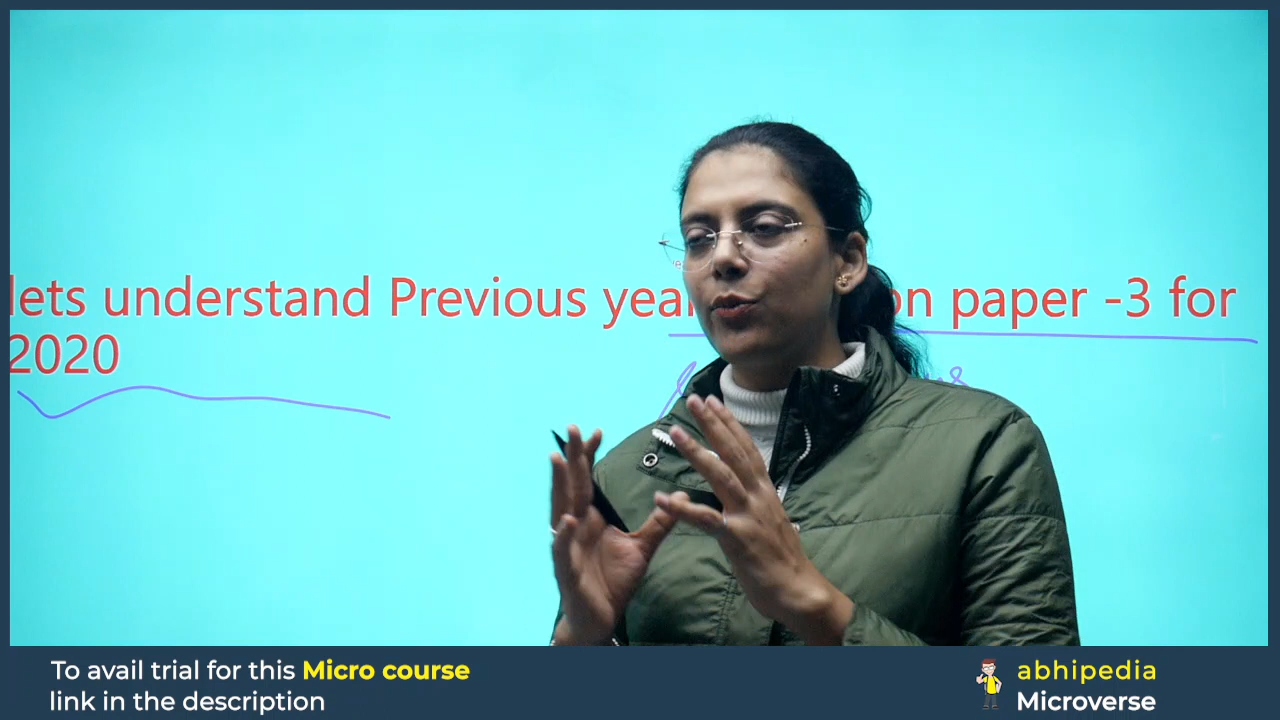 lets understand Previous year on paper -3 for
2020
To avail trial for this Micro course
link in the description
abhipedia
Microverse